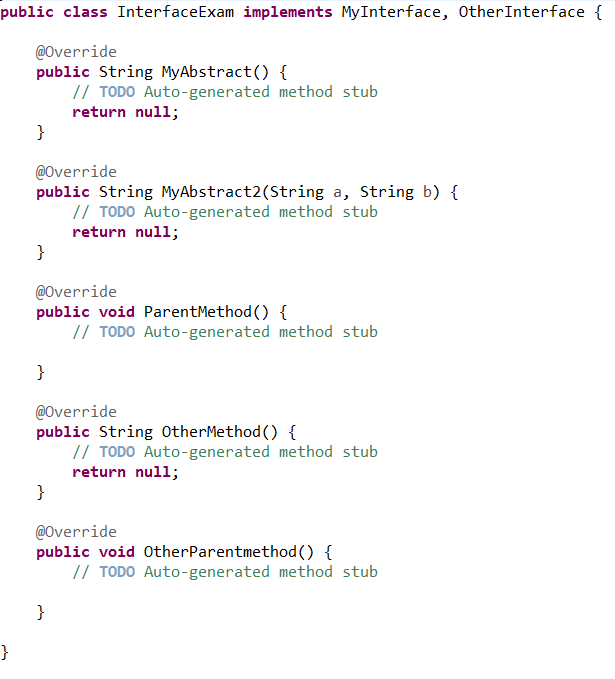 public class InterfaceExam implements MyInterface, OtherInterface {
@Override
public String MyAbstract() {
// TODO Auto-generated method stub
return null;
}
@Override
public String MyAbstract2(String a, String b) {
// TODO Auto-generated method stub
return null;
}
@Override
public void ParentMethod() {
// TODO Auto-generated method stub
}
@Override
public String OtherMethod() {
// TODO Auto-generated method stub
return null;
}
@Override
public void OtherParentmethod() {
// TODO Auto-generated method stub
}
}